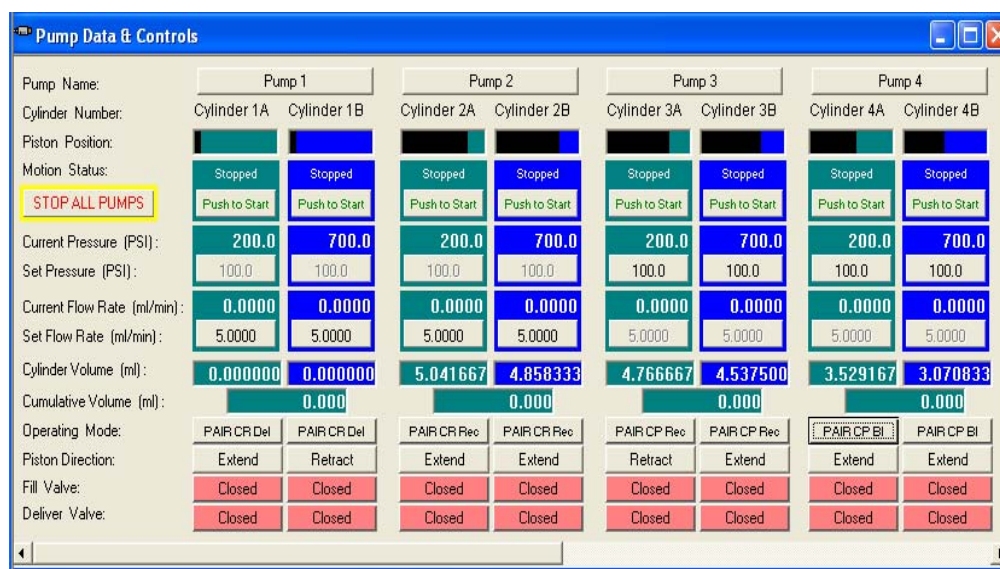 Pump Data & Controls
Pump Name: Pump 1 Pump 2 Pump 3 Pump 4
Cylinder Number: Cylinder 1A Cylinder 1B Cylinder 2A Cylinder 2B Cylinder 3A Cylinder 3B Cylinder 4A Cylinder 4B
Piston Position:
Motion Status: Stopped Stopped Stopped Stopped Stopped Stopped Stopped Stopped
STOP ALL PUMPS Push to Start Push to Start Push to Start Push to Start Push to Start Push to Start Push to Start Push to Start
Current Pressure (PSI) : 200.0 700.0 200.0 700.0 200.0 700.0 200.0 700.0
Set Pressure (PSI) : 100.0 100.0 100.0 100.0 100.0 100.0 100.0 100.0
Current Flow Rate (ml/min) : 0.0000 0.0000 0.0000 0.0000 0.0000 0.0000 0.0000 0.0000
Set Flow Rate (ml/min) : 5.0000 5.0000 5.0000 5.0000 5.0000 5.0000 5.0000 5.0000
Cylinder Volume (ml) : 0.000000 0.000000 5.041667 4.858333 4.766667 4.537500 3.529167 3.070833
Cumulative Volume (ml) : 0.000 0.000 0.000 0.000
Operating Mode: PAIR CR Del PAIR CR Del PAIR CR Rec PAIR CR Rec PAIR CP Rec PAIR CP Rec PAIR CP BI PAIR CP BI
Piston Direction: Extend Retract Extend Extend Retract Extend Extend Extend
Fill Valve: Closed Closed Closed Closed Closed Closed Closed Closed
Deliver Valve: Closed Closed Closed Closed Closed Closed Closed Closed